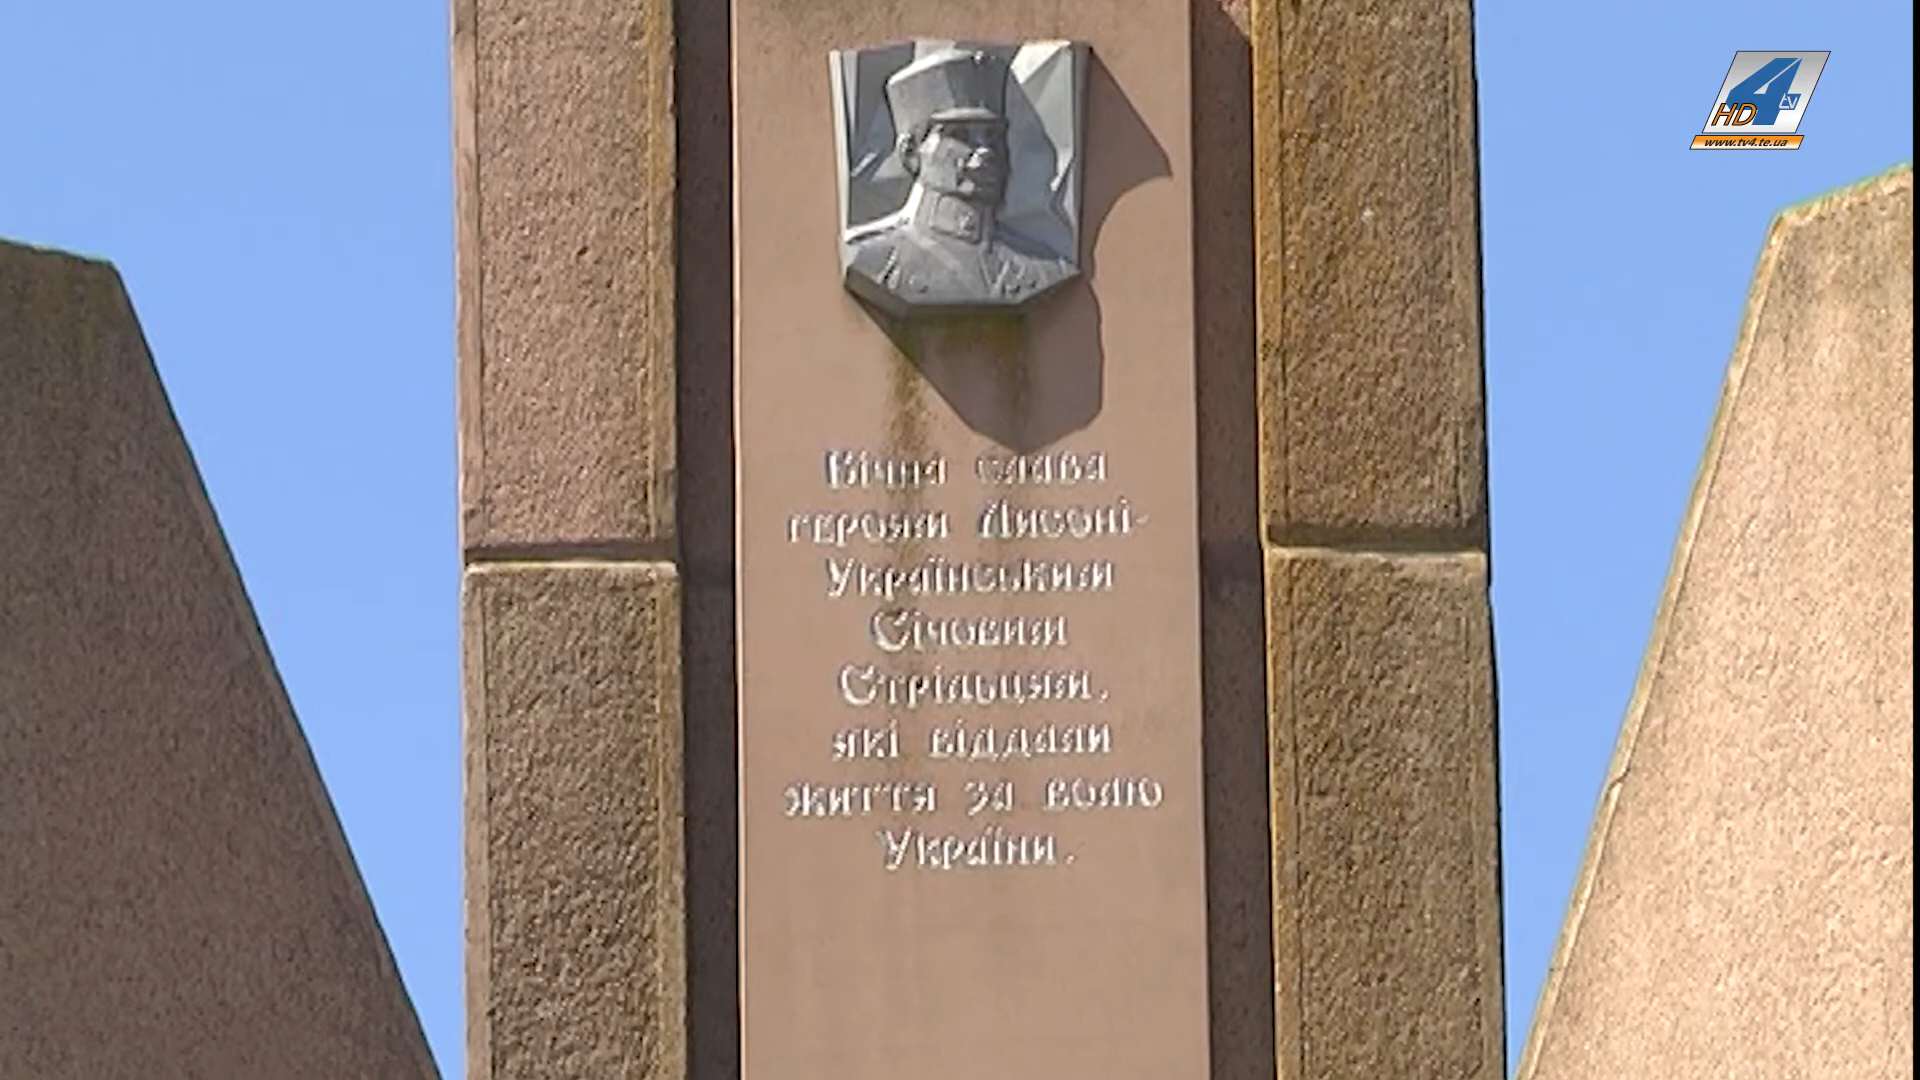 HD 4 tv
www.tv4.te.ua
Вічна слава
героям Лисоні-
Українським
Січовим
Стрільцям,
які віддали
життя за волю
України.